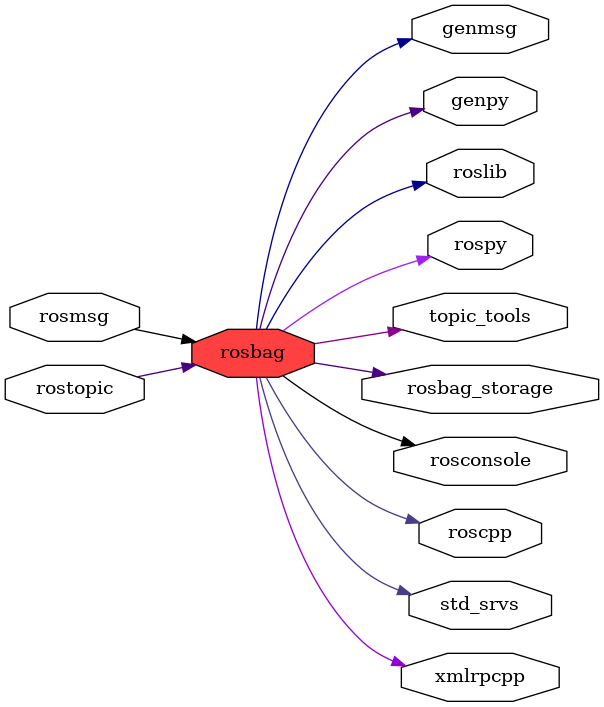 genmsg
genpy
roslib
rospy
rosmsg
topic_tools
rosbag
rostopic
rosbag_storage
rosconsole
roscpp
std_srvs
xmlrpcpp